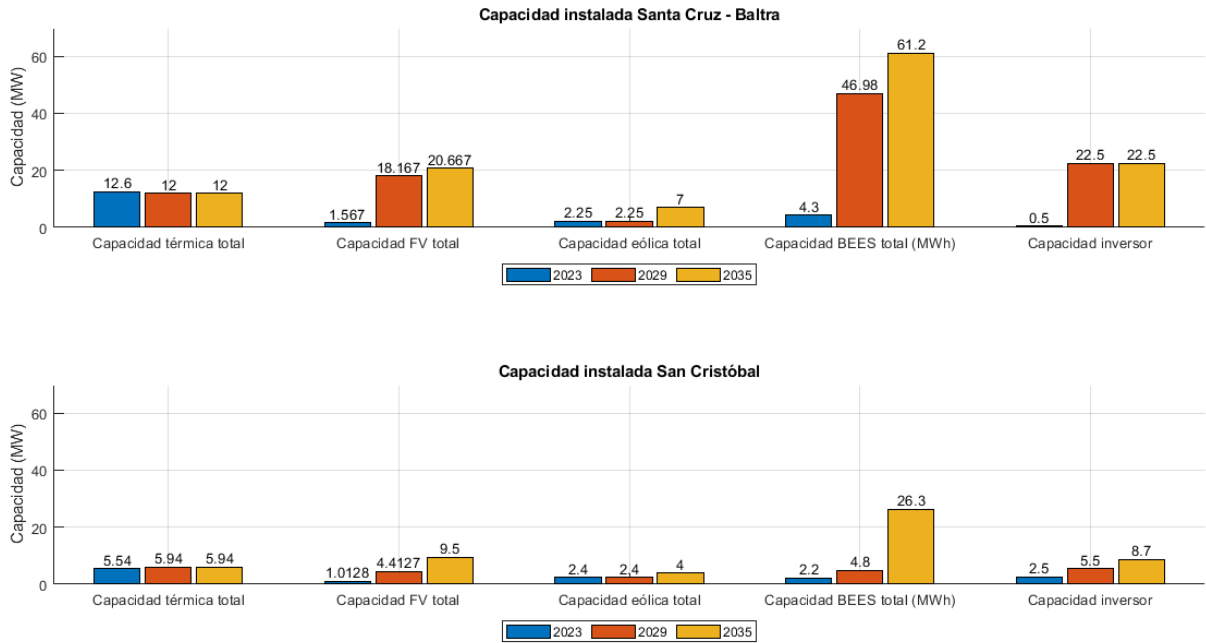 Capacidad instalada Santa Cruz - Baltra
Capacidad (MW)
60
40
20
0
12.6 12 12
1.567 18.167 20.667
2.25 2.25 7
4.3 46.98 61.2
0.5 22.5 22.5
Capacidad térmica total Capacidad FV total Capacidad eólica total Capacidad BEES total (MWh) Capacidad inversor
2023 2029 2035
Capacidad instalada San Cristóbal
Capacidad (MW)
60
40
20
0
5.54 5.94 5.94
1.0128 4.4127 9.5
2.4 2.4 4
2.2 4.8 26.3
2.5 5.5 8.7
Capacidad térmica total Capacidad FV total Capacidad eólica total Capacidad BEES total (MWh) Capacidad inversor
2023 2029 2035